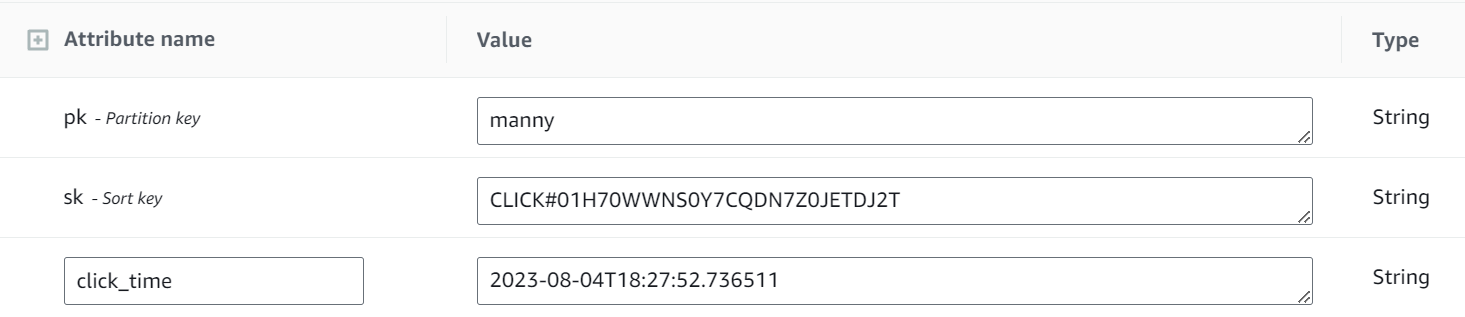 Attribute name Value Type
pk - Partition key manny String
sk - Sort key CLICK#01H70WWNS0Y7CQDN7Z0JETDJ2T String
click_time 2023-08-04T18:27:52.736511 String